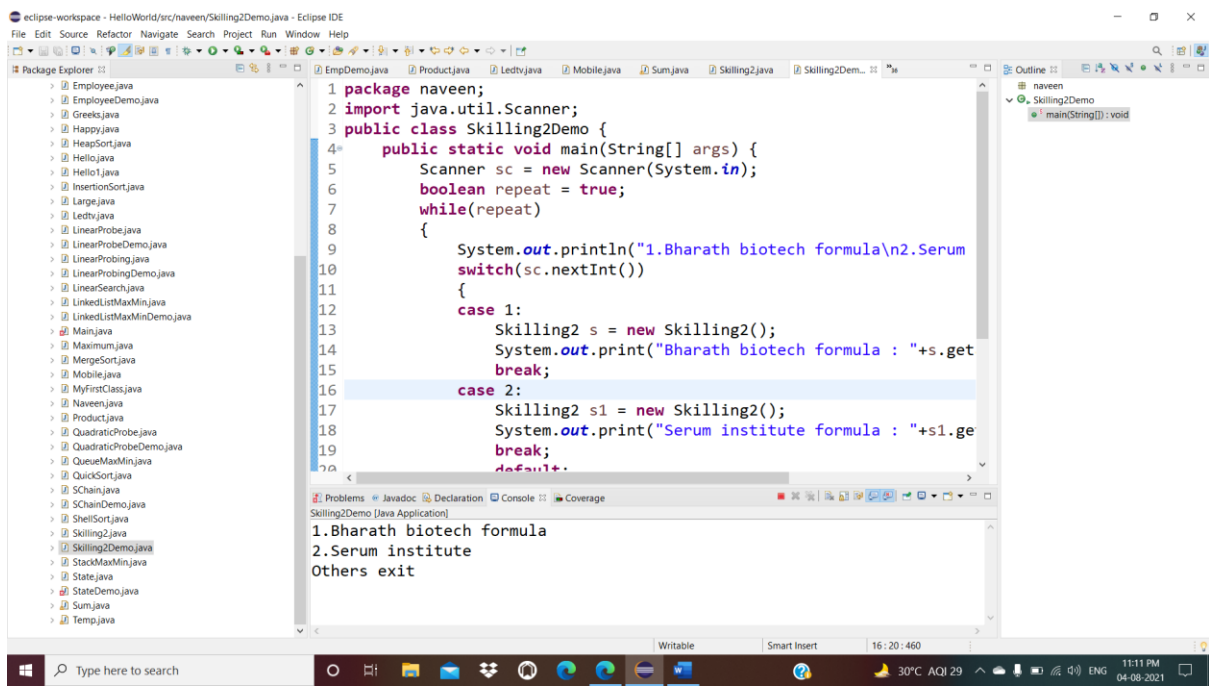 eclipse-workspace - HelloWorld/src/naveen/Skilling2Demo.java - Eclipse IDE
File Edit Source Refactor Navigate Search Project Run Window Help
Package Explorer
Employee.java
EmployeeDemo.java
Greeks.java
Happy.java
HeapSort.java
Hello.java
Hello1.java
InsertionSort.java
Large.java
Ledtv.java
LinearProbe.java
LinearProbeDemo.java
LinearProbing.java
LinearProbingDemo.java
LinearSearch.java
LinkedListMaxMin.java
LinkedListMaxMinDemo.java
Main.java
Maximum.java
MergeSort.java
Mobile.java
MyFirstClass.java
Naveen.java
Product.java
QuadraticProbe.java
QuadraticProbeDemo.java
QueueMaxMin.java
QuickSort.java
SChain.java
SChainDemo.java
ShellSort.java
Skilling2.java
Skilling2Demo.java
StackMaxMin.java
State.java
StateDemo.java
Sum.java
Temp.java
EmpDemo.java Product.java Ledtv.java Mobile.java Sum.java Skilling2.java Skilling2Dem...
1 package naveen;
2 import java.util.Scanner;
3 public class Skilling2Demo {
4 public static void main(String[] args) {
5 Scanner sc = new Scanner(System.in);
6 boolean repeat = true;
7 while(repeat)
8 {
9 System.out.println("1.Bharath biotech formula\n2.Serum
10 switch(sc.nextInt())
11 {
12 case 1:
13 Skilling2 s = new Skilling2();
14 System.out.print("Bharath biotech formula : "+s.get
15 break;
16 case 2:
17 Skilling2 s1 = new Skilling2();
18 System.out.print("Serum institute formula : "+s1.ge
19 break;
20 default:
Problems Javadoc Declaration Console Coverage
Skilling2Demo [Java Application]
1.Bharath biotech formula
2.Serum institute
Others exit
Outline
naveen
Skilling2Demo
main(String[]) : void
Writable Smart Insert 16 : 20 : 460
Type here to search
30°C AQI 29 ENG 11:11 PM
04-08-2021